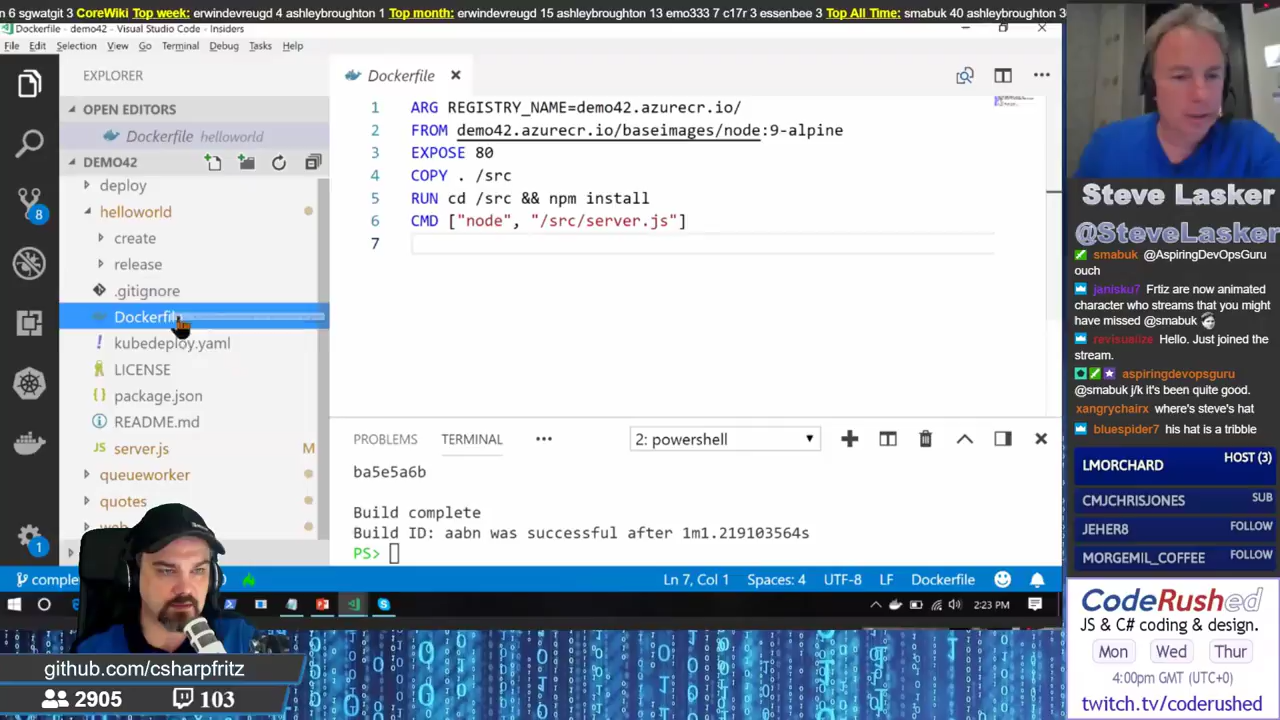 n 6 sgwatgit 3 CoreWiki Top week: erwindevreugd 4 ashleybroughton 1 Top month: erwindevreugd 15 ashleybroughton 13 emo333 7 c17r 3 essenbee 3 Top All Time: smabuk 40 ashleybroughton 3
Dockerfile - demo42 - Visual Studio Code - Insiders
File Edit Selection View Go Terminal Debug Tasks Help
EXPLORER
OPEN EDITORS
Dockerfile helloworld
DEMO42
deploy
helloworld
create
release
.gitignore
Dockerfil
kubedeploy.yaml
LICENSE
package.json
README.md
server.js M
queueworker
quotes
8
1
Dockerfile
1 ARG REGISTRY_NAME=demo42.azurecr.io/
2 FROM demo42.azurecr.io/baseimages/node:9-alpine
3 EXPOSE 80
4 COPY . /src
5 RUN cd /src && npm install
6 CMD ["node", "/src/server.js"]
7
PROBLEMS TERMINAL 2: powershell
ba5e5a6b
Build complete
Build ID: aabn was successful after 1m1.219103564s
PS>
Ln 7, Col 1 Spaces: 4 UTF-8 LF Dockerfile
2:23 PM
github.com/csharpfritz
2905 103
Steve Lasker
@SteveLasker
smabuk @AspiringDevOpsGuru
ouch
janisku7 Frtiz are now animated
character who streams that you might
have missed @smabuk
revisualize Hello. Just joined the
stream.
aspiringdevopsguru
@smabuk j/k it's been quite good.
xangrychairx where's steve's hat
bluespider7 his hat is a tribble
LMORCHARD HOST (3)
CMJCHRISJONES SUB
JEHER8 FOLLOW
MORGEMIL_COFFEE FOLLOW
CodeRushed
JS & C# coding & design.
Mon Wed Thur
4:00pm GMT (UTC+0)
twitch.tv/coderushed